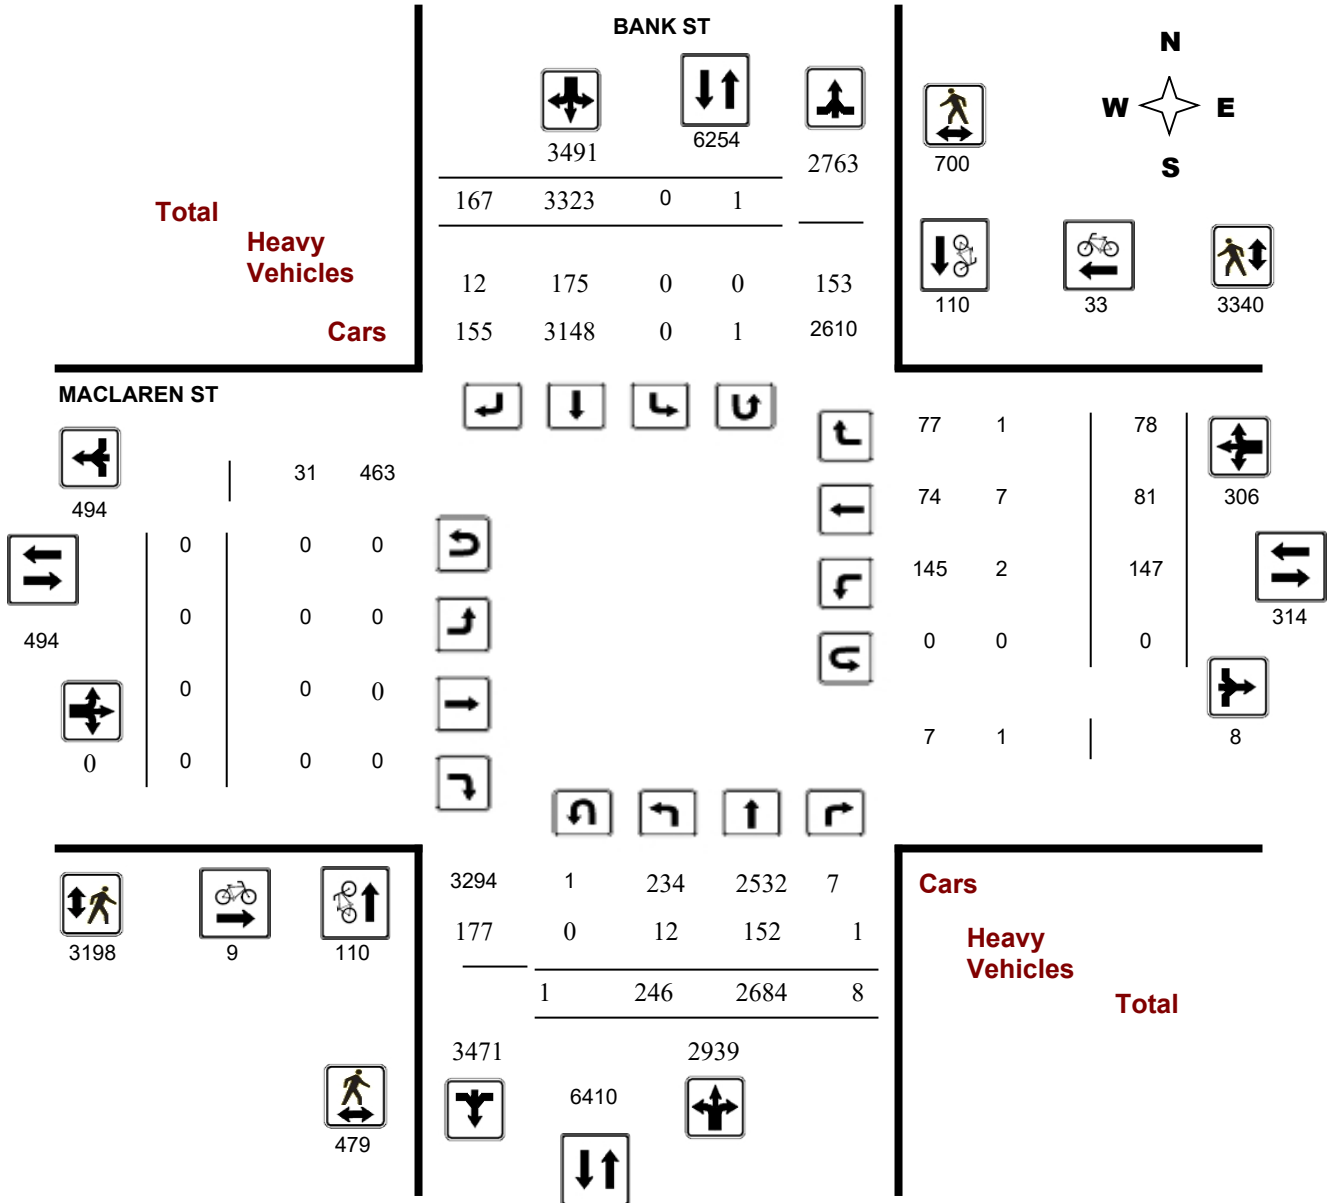 BANK ST
N
W E
S
3491 6254 2763 700
167 3323 0 1
Total
Heavy
Vehicles
12 175 0 0 153
110 33 3340
Cars 155 3148 0 1 2610
MACLAREN ST
77 1 78
31 463
494
74 7 81 306
0 0 0
145 2 147
314
0 0 0
494
0 0 0
0 0 0
7 1 8
0 0 0 0
3294 1 234 2532 7 Cars
177 0 12 152 1 Heavy
Vehicles
3198 9 110
1 246 2684 8 Total
3471 2939
6410
479